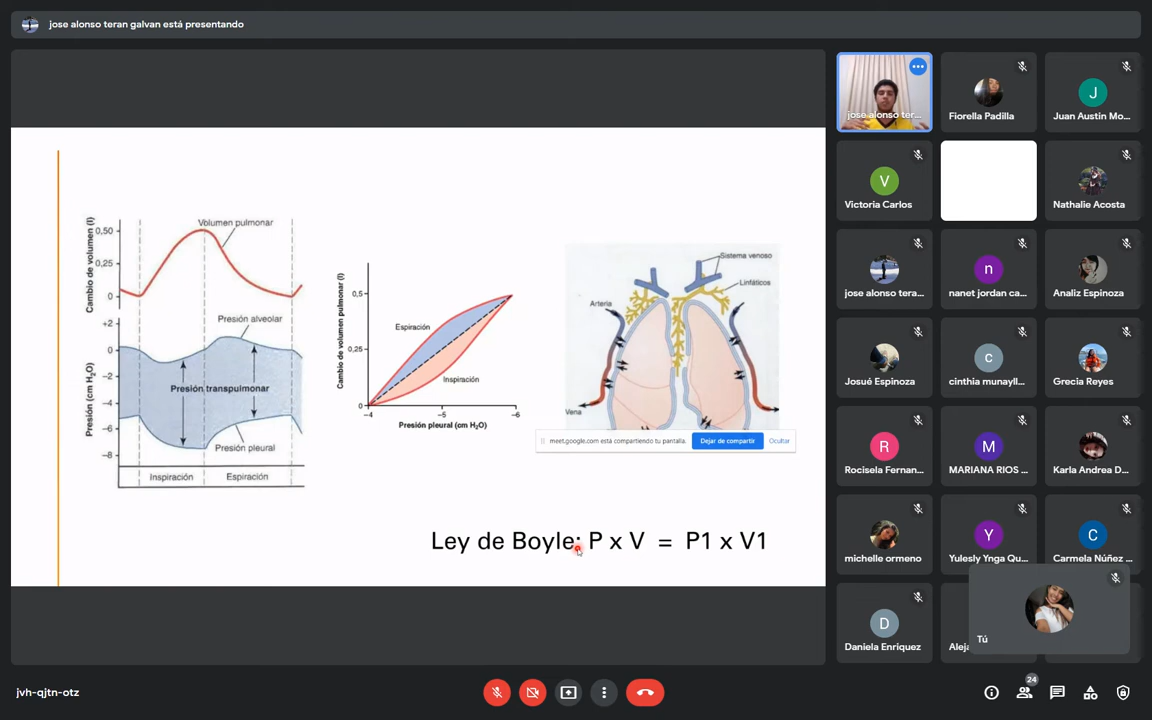 jose alonso teran galvan está presentando
Cambio de volumen (l)
0,50
0,25
0
Volumen pulmonar
Presión (cm H₂O)
+2
0
−2
−4
−6
−8
Presión alveolar
Presión transpulmonar
Presión pleural
Inspiración
Espiración
Cambio de volumen pulmonar (l)
0,5
0,25
0
Espiración
Inspiración
−4
−5
−6
Presión pleural (cm H₂O)
Sistema venoso
Linfáticos
Arteria
Vena
meet.google.com está compartiendo tu pantalla.
Dejar de compartir
Ocultar
Ley de Boyle: P x V = P1 x V1
jose alonso ter...
Fiorella Padilla
J
Juan Austin Mo...
V
Victoria Carlos
Nathalie Acosta
jose alonso tera...
n
nanet jordan ca...
Analiz Espinoza
Josué Espinoza
c
cinthia munayll...
Grecia Reyes
R
Rocisela Fernan...
M
MARIANA RIOS ...
Karla Andrea D...
michelle ormeno
Y
Yulesly Ynga Qu...
C
Carmela Núñez ...
D
Daniela Enriquez
Aleja
Tú
jvh-qjtn-otz
24